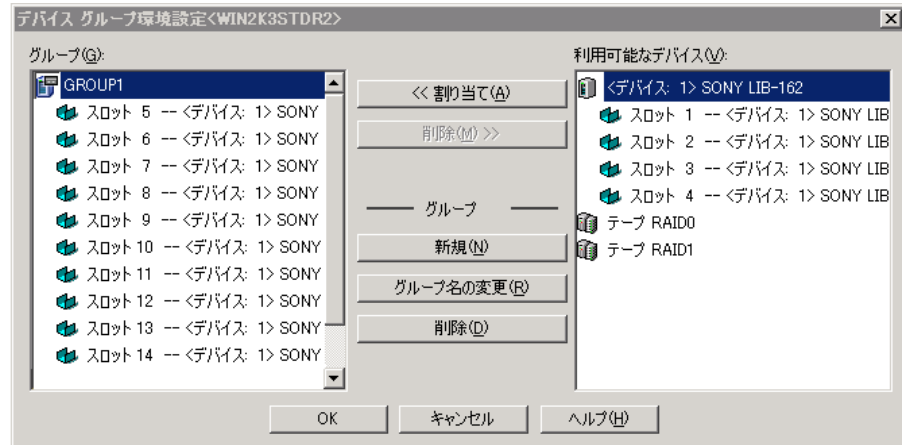 デバイス グループ環境設定<WIN2K3STDR2>
グループ(G):
GROUP1
スロット 5 -- <デバイス: 1> SONY
スロット 6 -- <デバイス: 1> SONY
スロット 7 -- <デバイス: 1> SONY
スロット 8 -- <デバイス: 1> SONY
スロット 9 -- <デバイス: 1> SONY
スロット 10 -- <デバイス: 1> SONY
スロット 11 -- <デバイス: 1> SONY
スロット 12 -- <デバイス: 1> SONY
スロット 13 -- <デバイス: 1> SONY
スロット 14 -- <デバイス: 1> SONY
<< 割り当て(A)
削除(M) >>
グループ
新規(N)
グループ名の変更(R)
削除(D)
利用可能なデバイス(V):
<デバイス: 1> SONY LIB-162
スロット 1 -- <デバイス: 1> SONY LIB
スロット 2 -- <デバイス: 1> SONY LIB
スロット 3 -- <デバイス: 1> SONY LIB
スロット 4 -- <デバイス: 1> SONY LIB
テープ RAID0
テープ RAID1
OK
キャンセル
ヘルプ(H)